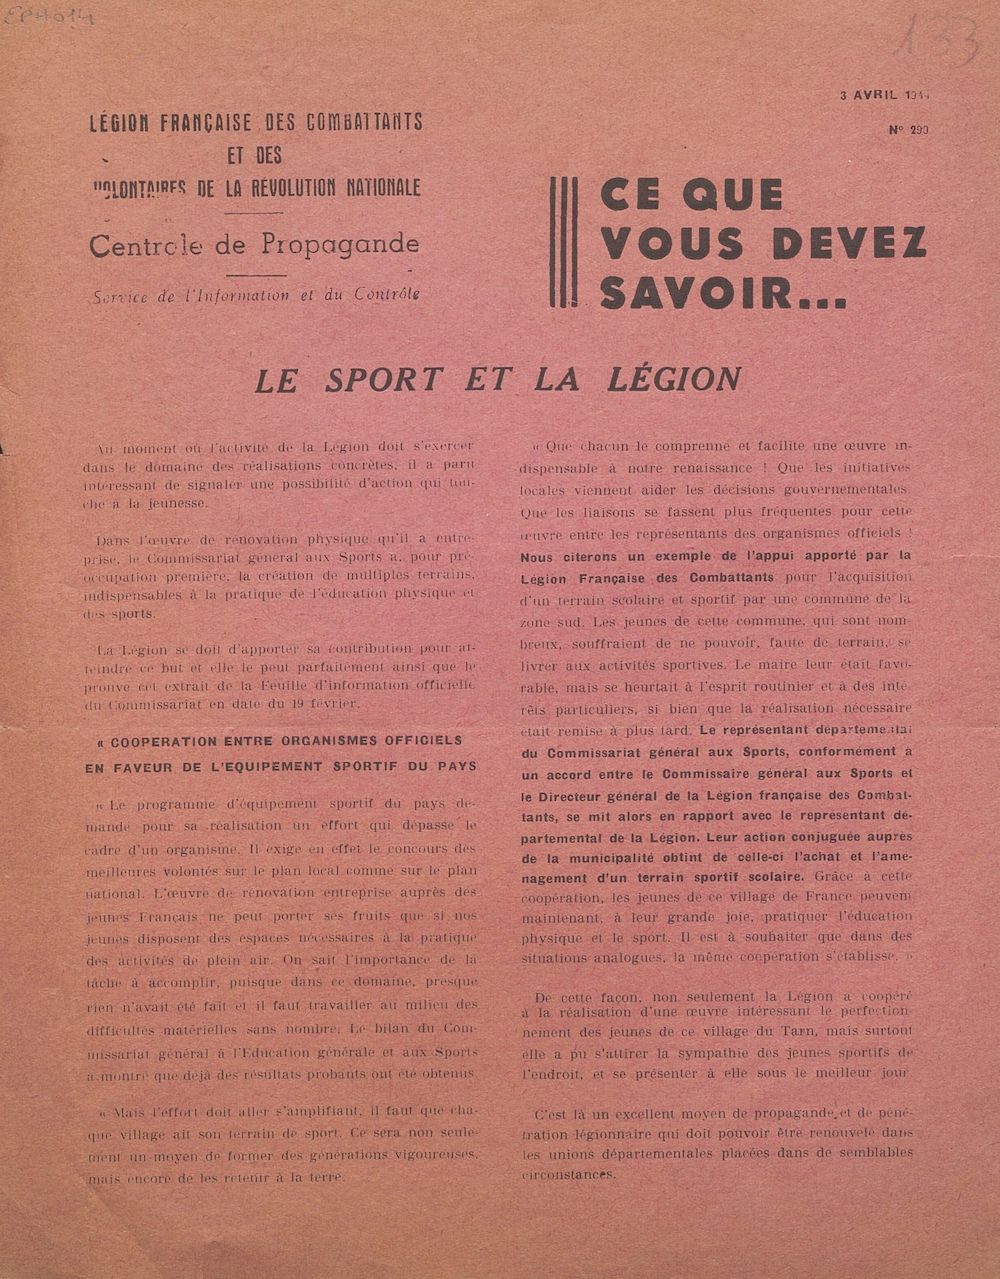 EPH014
133
3 AVRIL 1944
N° 290
LÉGION FRANÇAISE DES COMBATTANTS
ET DES
VOLONTAIRES DE LA RÉVOLUTION NATIONALE
Centrale de Propagande
Service de l'Information et du Contrôle
CE QUE
VOUS DEVEZ
SAVOIR...
LE SPORT ET LA LÉGION
Au moment où l'activité de la Légion doit s'exercer
dans le domaine des réalisations concrètes, il a paru
intéressant de signaler une possibilité d'action qui tou-
che à la jeunesse.
Dans l'œuvre de rénovation physique qu'il a entre-
prise, le Commissariat général aux Sports a, pour pré-
occupation première, la création de multiples terrains,
indispensables à la pratique de l'éducation physique et
des sports.
La Légion se doit d'apporter sa contribution pour at-
teindre ce but et elle le peut parfaitement ainsi que le
prouve cet extrait de la Feuille d'information officielle
du Commissariat en date du 19 février.
« COOPERATION ENTRE ORGANISMES OFFICIELS
EN FAVEUR DE L'EQUIPEMENT SPORTIF DU PAYS
« Le programme d'équipement sportif du pays de-
mande pour sa réalisation un effort qui dépasse le
cadre d'un organisme. Il exige en effet le concours des
meilleures volontés sur le plan local comme sur le plan
national. L'œuvre de rénovation entreprise auprès des
jeunes Français ne peut porter ses fruits que si nos
jeunes disposent des espaces nécessaires à la pratique
des activités de plein air. On sait l'importance de la
tâche à accomplir, puisque dans ce domaine, presque
rien n'avait été fait et il faut travailler au milieu des
difficultés matérielles sans nombre. Le bilan du Com-
missariat général à l'Education générale et aux Sports
a montré que déjà des résultats probants ont été obtenus
« Mais l'effort doit aller s'amplifiant, il faut que cha-
que village ait son terrain de sport. Ce sera non seule-
ment un moyen de former des générations vigoureuses,
mais encore de les retenir à la terre.
« Que chacun le comprenne et facilite une œuvre in-
dispensable à notre renaissance ! Que les initiatives
locales viennent aider les décisions gouvernementales
Que les liaisons se fassent plus fréquentes pour cette
œuvre entre les représentants des organismes officiels !
Nous citerons un exemple de l'appui apporté par la
Légion Française des Combattants pour l'acquisition
d'un terrain scolaire et sportif par une commune de la
zone sud. Les jeunes de cette commune, qui sont nom-
breux, souffraient de ne pouvoir, faute de terrain, se
livrer aux activités sportives. Le maire leur était favo-
rable, mais se heurtait à l'esprit routinier et à des inté-
rêts particuliers, si bien que la réalisation nécessaire
était remise à plus tard. Le représentant départemental
du Commissariat général aux Sports, conformément à
un accord entre le Commissaire général aux Sports et
le Directeur général de la Légion française des Combat-
tants, se mit alors en rapport avec le representant dé-
partemental de la Légion. Leur action conjuguée auprès
de la municipalité obtint de celle-ci l'achat et l'amé-
nagement d'un terrain sportif scolaire. Grâce à cette
coopération, les jeunes de ce village de France peuvent
maintenant, à leur grande joie, pratiquer l'éducation
physique et le sport. Il est à souhaiter que dans des
situations analogues, la même coopération s'établisse. »
De cette façon, non seulement la Légion a coopéré
à la réalisation d'une œuvre intéressant le perfection-
nement des jeunes de ce village du Tarn, mais surtout
elle a pu s'attirer la sympathie des jeunes sportifs de
l'endroit, et se présenter à elle sous le meilleur jour
C'est là un excellent moyen de propagande et de péné-
tration légionnaire qui doit pouvoir être renouvelé dans
les unions départementales placées dans de semblables
circonstances.